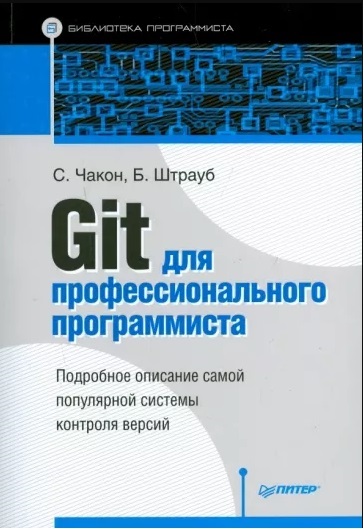 БИБЛИОТЕКА ПРОГРАММИСТА
С. Чакон, Б. Штрауб
Git для
профессионального
программиста
Подробное описание самой
популярной системы
контроля версий
ПИТЕР